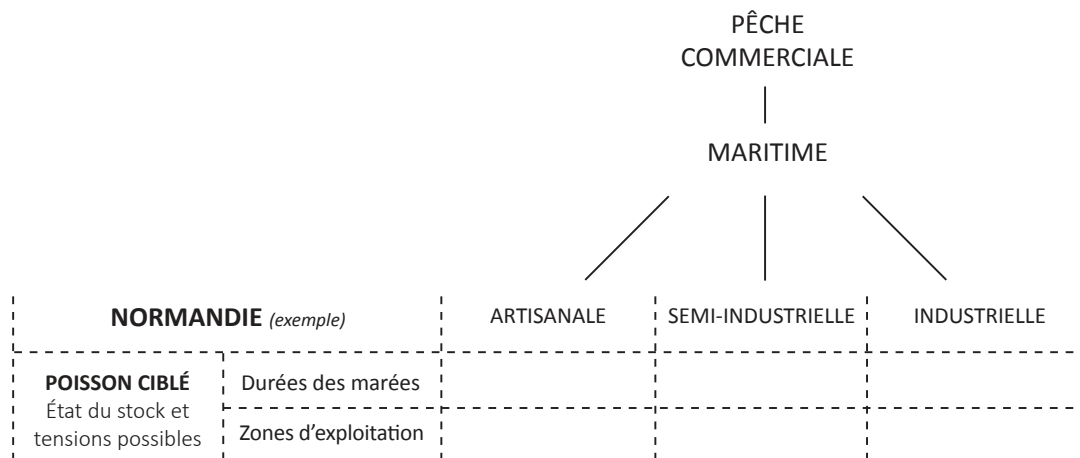 PÊCHE
COMMERCIALE
MARITIME
NORMANDIE (exemple)
ARTISANALE
SEMI-INDUSTRIELLE
INDUSTRIELLE
POISSON CIBLÉ
État du stock et
tensions possibles
Durées des marées
Zones d'exploitation